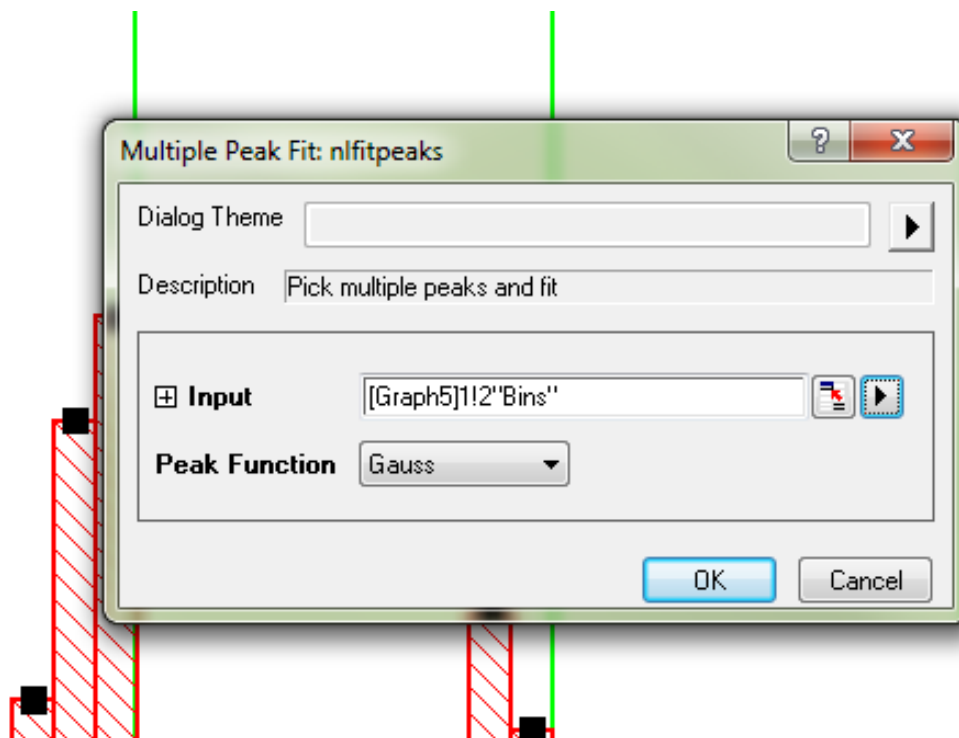 Multiple Peak Fit: nlfitpeaks
?
Dialog Theme
Description Pick multiple peaks and fit
Input [Graph5]1!2"Bins"
Peak Function Gauss
OK Cancel